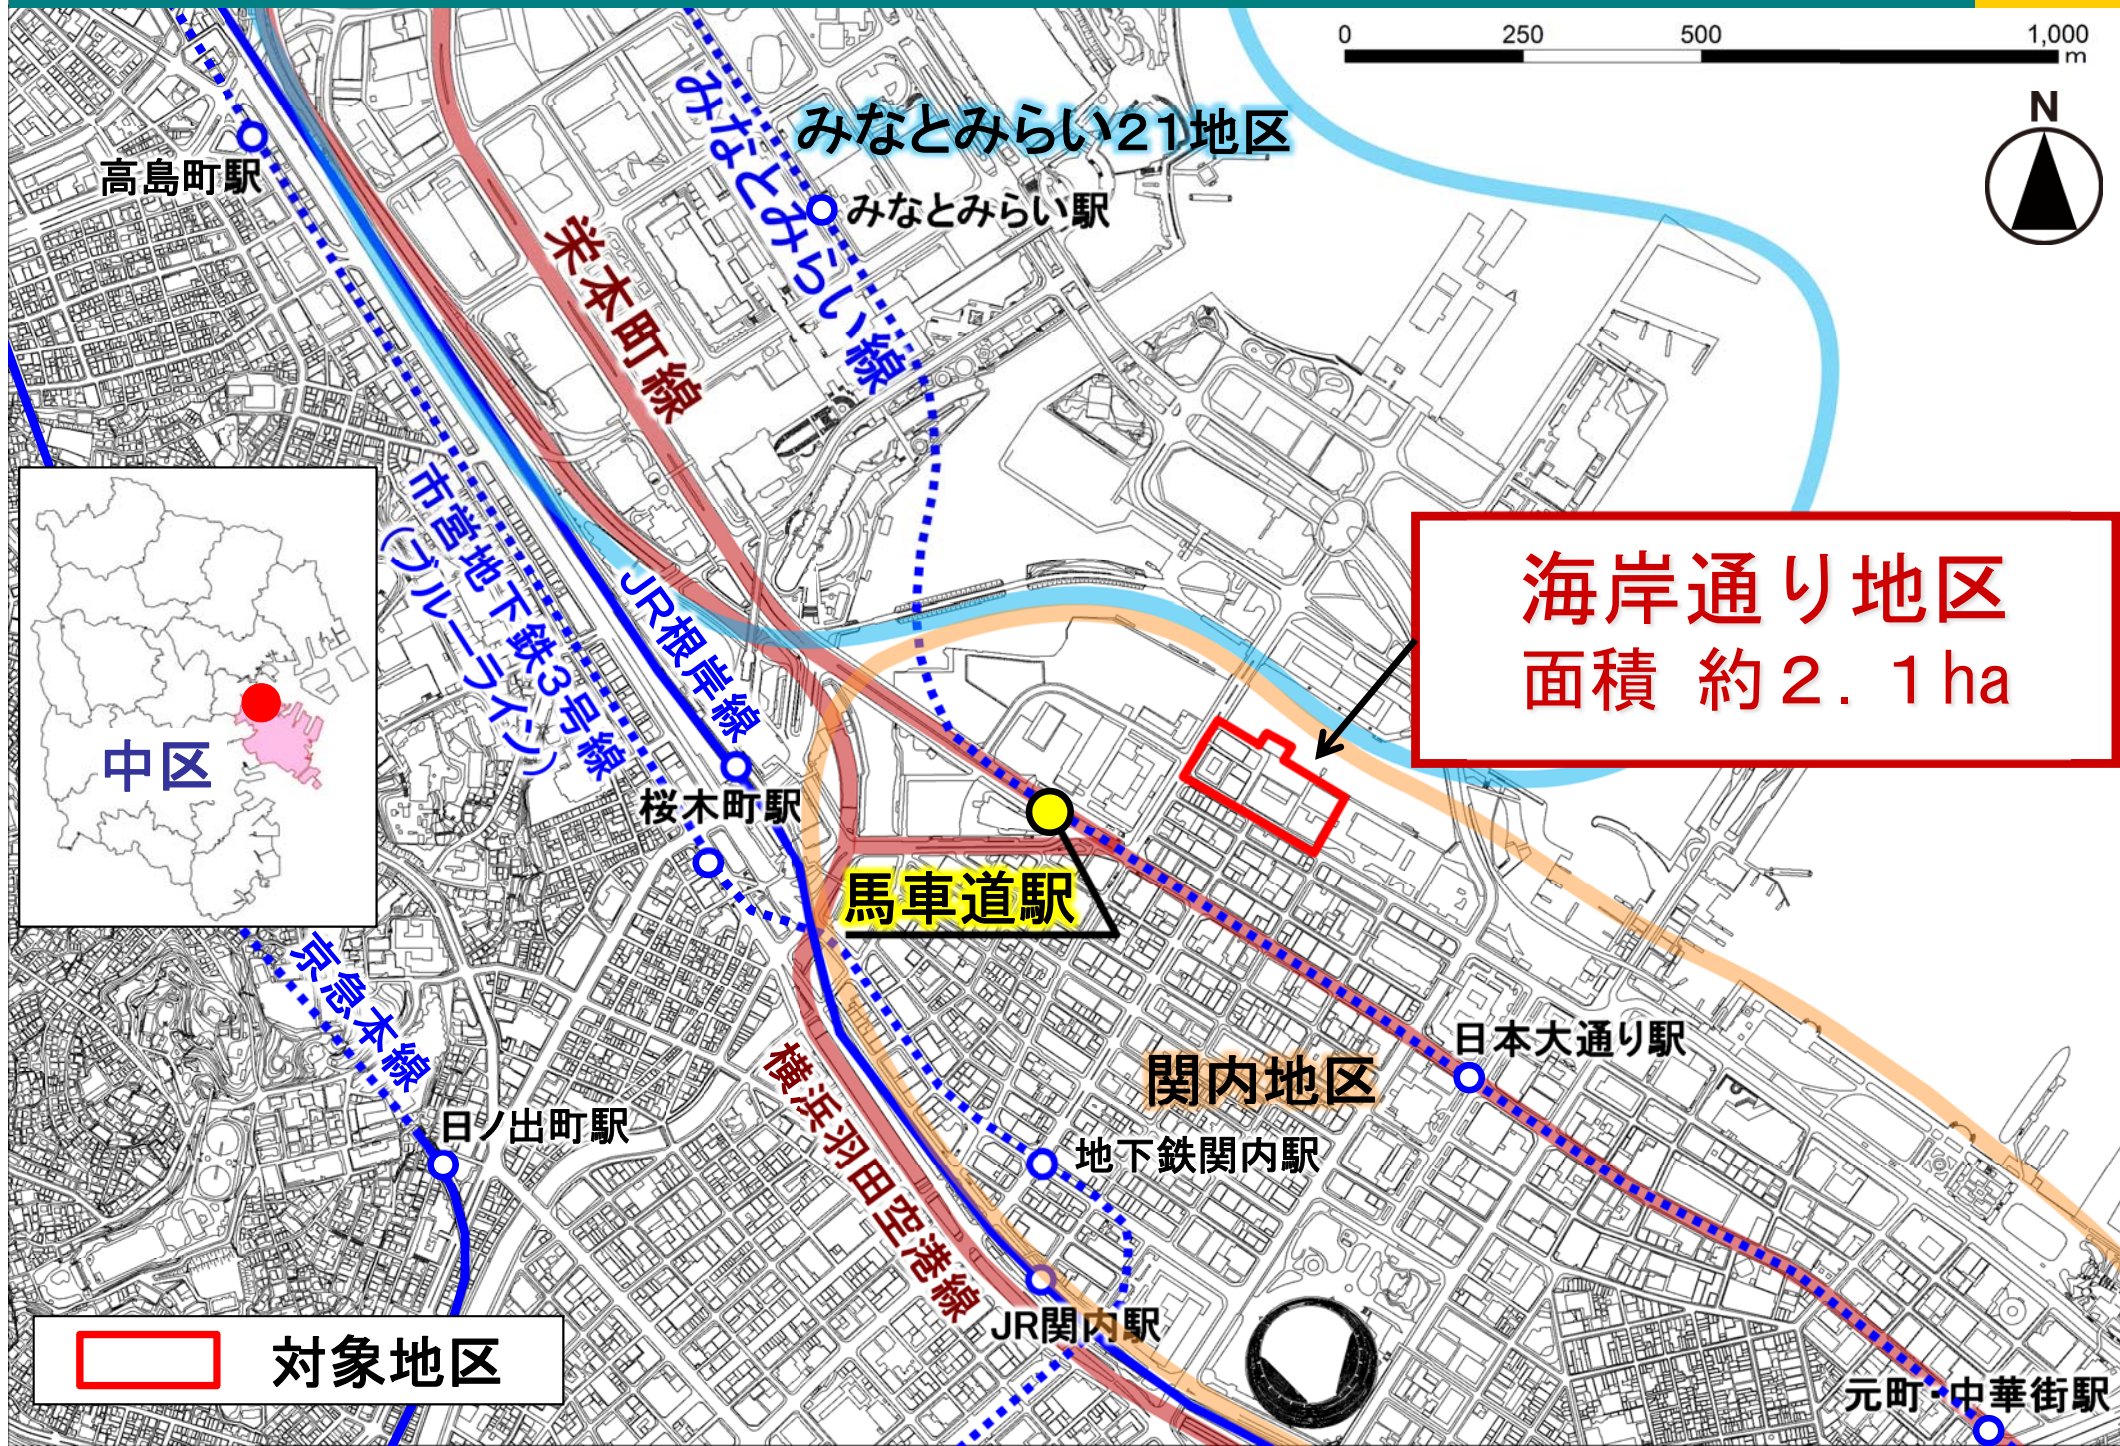 0 250 500 1,000
m
N
みなとみらい21地区
みなとみらい線
高島町駅
みなとみらい駅
栄本町線
市営地下鉄3号線
(ブルーライン)
JR根岸線
海岸通り地区
面積 約2.1ha
中区
桜木町駅
馬車道駅
京急本線
日本大通り駅
関内地区
日ノ出町駅
地下鉄関内駅
横浜羽田空港線
JR関内駅
対象地区
元町・中華街駅